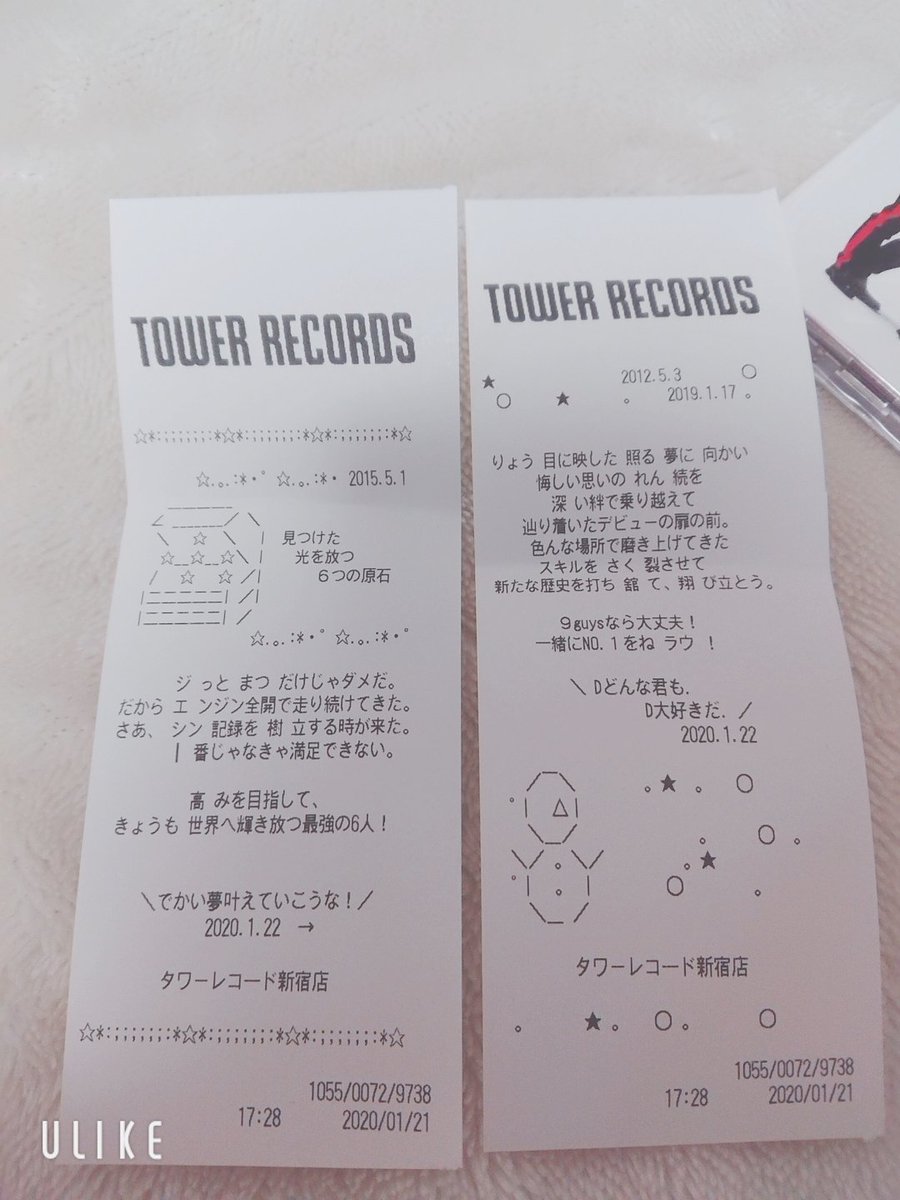 TOWER RECORDS
☆*:;;;;;;:*☆*:;;;;;;:*☆*:;;;;;;:*☆
☆.。.:*・゜☆.。.:*・ 2015.5.1
見つけた
光を放つ
6つの原石
☆.。.:*・゜☆.。.:*・゜
ジ っと まつ だけじゃダメだ。
だから エ ンジン全開で走り続けてきた。
さあ、 シン 記録を 樹 立する時が来た。
| 番じゃなきゃ満足できない。
高 みを目指して、
きょうも 世界へ輝き放つ最強の6人!
\でかい夢叶えていこうな!/
2020.1.22 →
タワーレコード新宿店
☆*:;;;;;;:*☆*:;;;;;;:*☆*:;;;;;;:*☆
1055/0072/9738
17:28 2020/01/21
TOWER RECORDS
★ 2012.5.3 ○
○ ★ 。 2019.1.17 。
りょう 目に映した 照る 夢に 向かい
悔しい思いの れん 続を
深 い絆で乗り越えて
辿り着いたデビューの扉の前。
色んな場所で磨き上げてきた
スキルを さく 裂させて
新たな歴史を打ち 舘 て、翔 び立とう。
9guysなら大丈夫!
一緒にNO.1をね ラウ !
\ Dどんな君も.
D大好きだ. /
2020.1.22
タワーレコード新宿店
。 ★。 ○。 ○
1055/0072/9738
17:28 2020/01/21
ULIKE